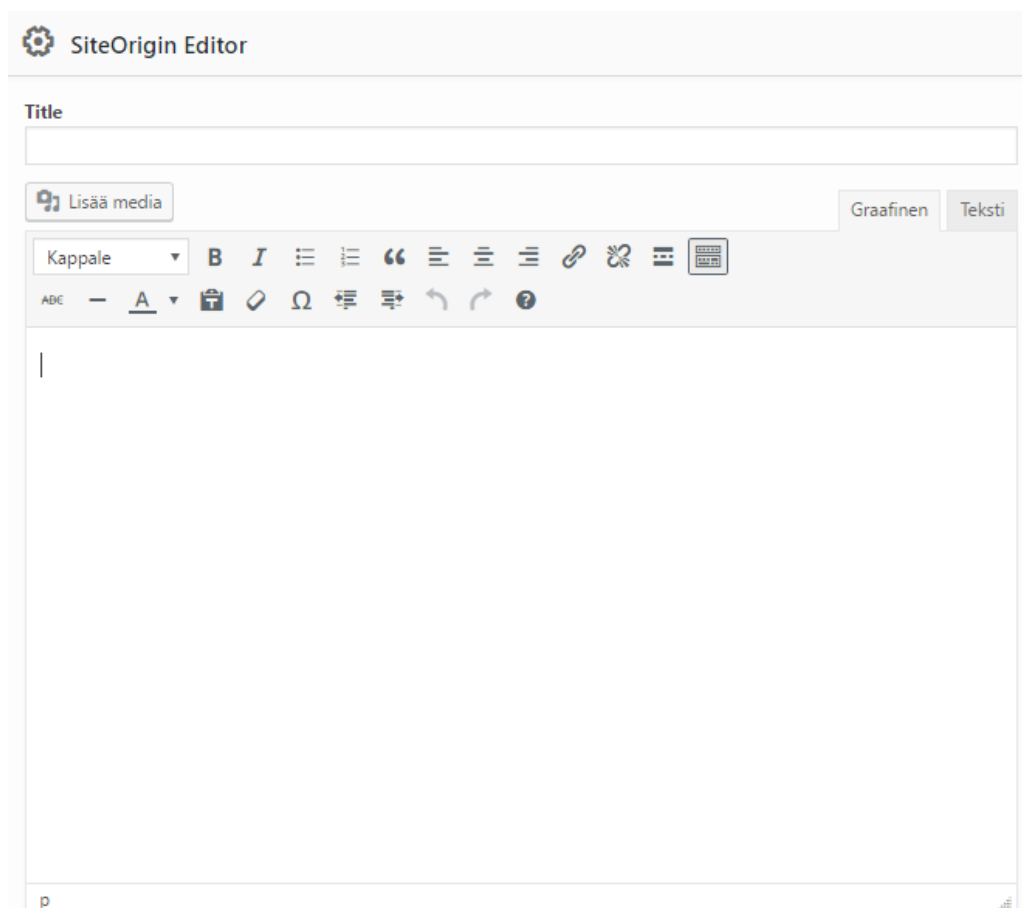 SiteOrigin Editor
Title
Lisää media
Graafinen Teksti
Kappale B I
ABC A Ω
p